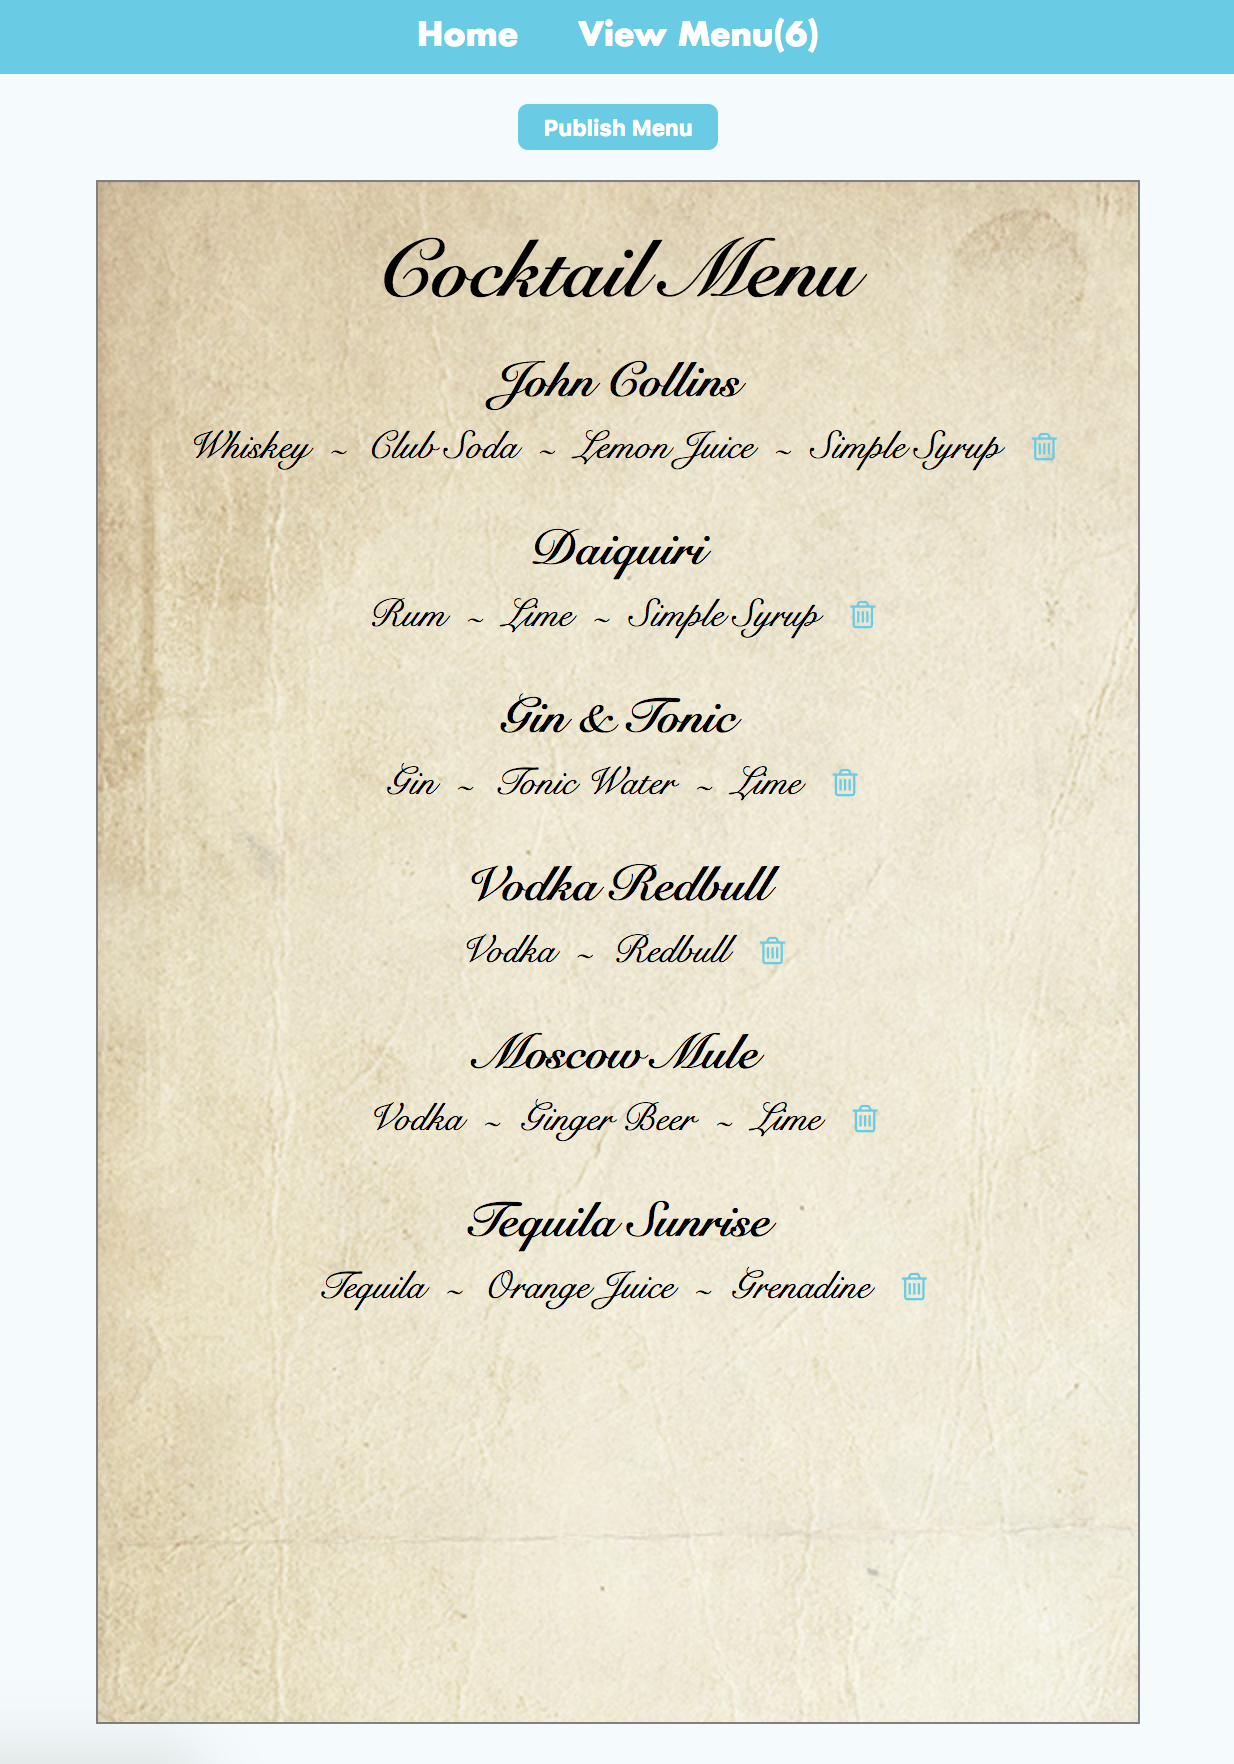 Home View Menu(6)
Publish Menu
Cocktail Menu
John Collins
Whiskey ~ Club Soda ~ Lemon Juice ~ Simple Syrup
Daiquiri
Rum ~ Lime ~ Simple Syrup
Gin & Tonic
Gin ~ Tonic Water ~ Lime
Vodka Redbull
Vodka ~ Redbull
Moscow Mule
Vodka ~ Ginger Beer ~ Lime
Tequila Sunrise
Tequila ~ Orange Juice ~ Grenadine